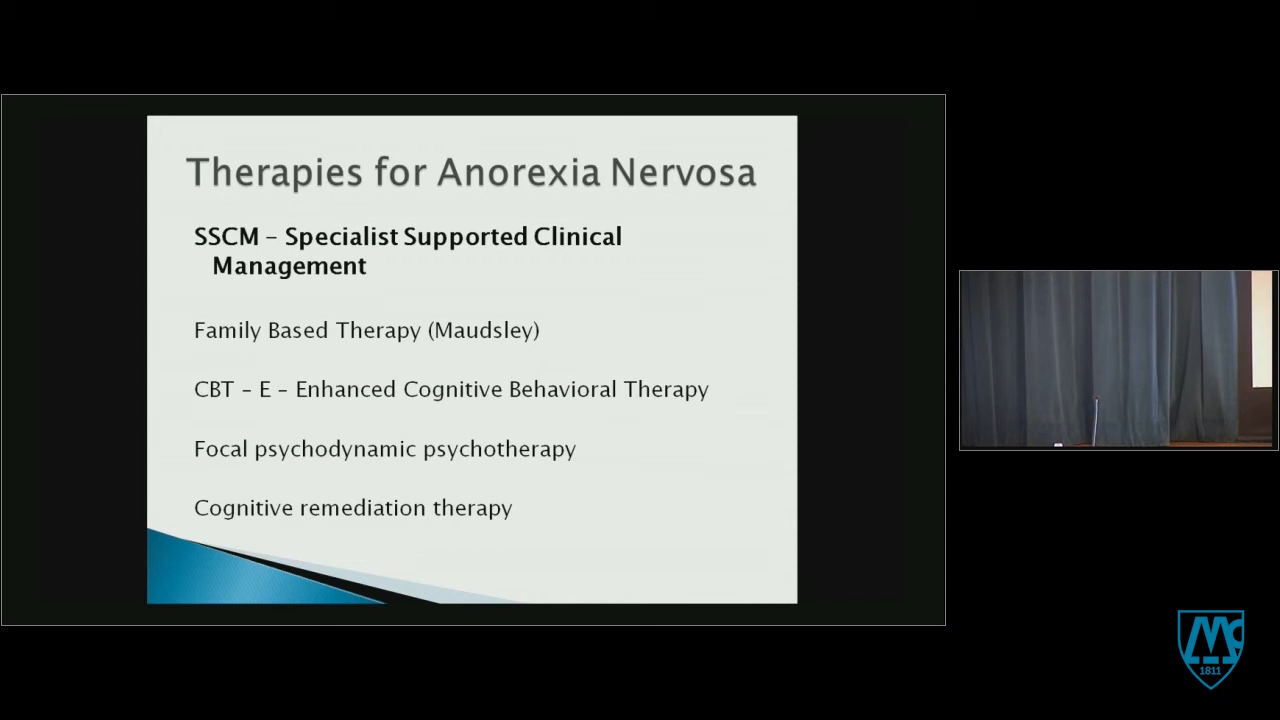 Therapies for Anorexia Nervosa
SSCM – Specialist Supported Clinical
Management
Family Based Therapy (Maudsley)
CBT – E – Enhanced Cognitive Behavioral Therapy
Focal psychodynamic psychotherapy
Cognitive remediation therapy
Mc
1811